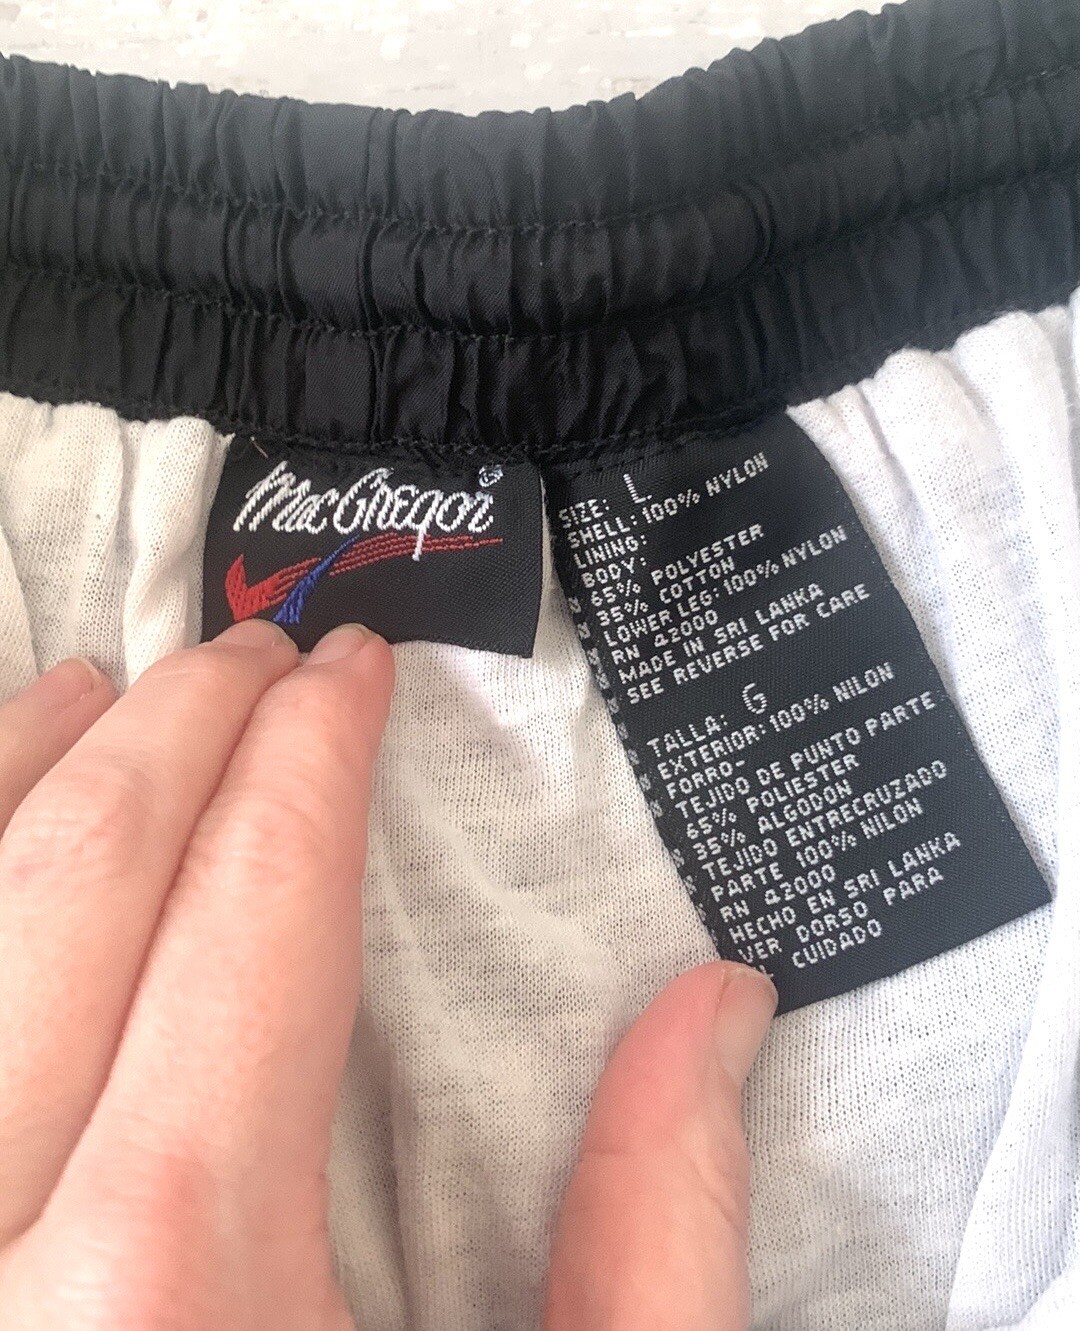 MacGregor
SIZE: L
SHELL: 100% NYLON
LINING:
BODY:
65% POLYESTER
35% COTTON
LOWER LEG: 100% NYLON
RN 42000
MADE IN SRI LANKA
SEE REVERSE FOR CARE
TALLA: G
EXTERIOR: 100% NILON
FORRO-
TEJIDO DE PUNTO PARTE
65% POLIESTER
35% ALGODON
TEJIDO ENTRECRUZADO
PARTE 100% NILON
RN 42000
HECHO EN SRI LANKA
VER DORSO PARA
CUIDADO